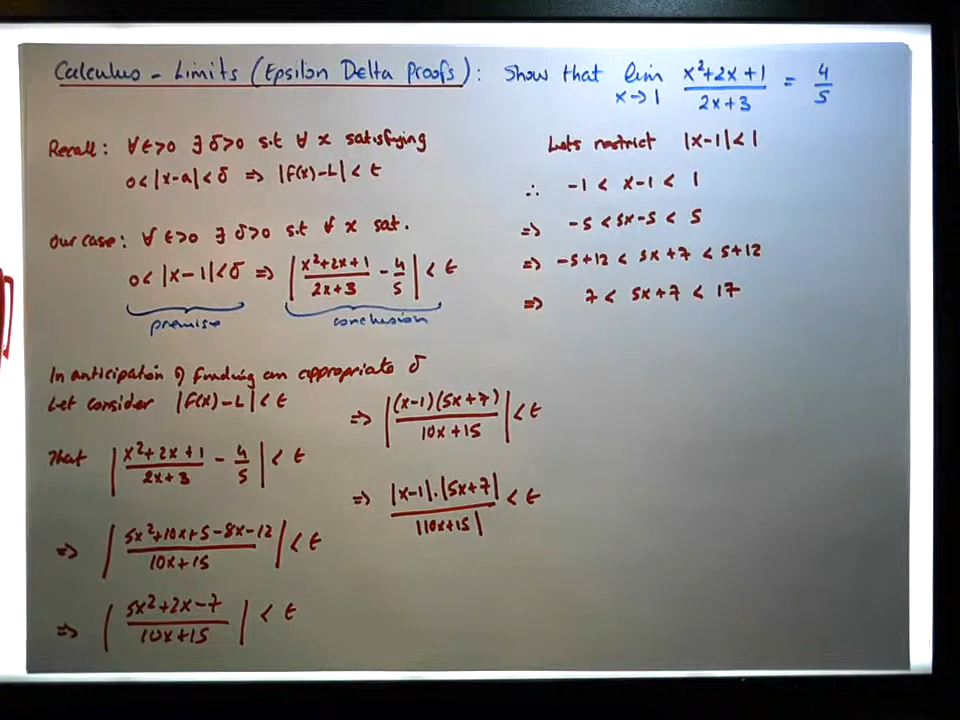 Calculus - Limits (Epsilon Delta Proofs): Show that lim x→1 (x²+2x+1)/(2x+3) = 4/5
Recall: ∀ ε>0 ∃ δ>0 s.t ∀ x satisfying
0<|x-a|<δ ⇒ |f(x)-L|< ε
Our case: ∀ ε>0 ∃ δ>0 s.t ∀ x sat.
0<|x-1|<δ ⇒ |(x²+2x+1)/(2x+3) - 4/5| < ε
premise conclusion
In anticipation of finding an appropriate δ
Let consider |f(x)-L|< ε
That |(x²+2x+1)/(2x+3) - 4/5| < ε
⇒ |(5x²+10x+5-8x-12)/(10x+15)| < ε
⇒ |(5x²+2x-7)/(10x+15)| < ε
⇒ |(x-1)(5x+7)/(10x+15)| < ε
⇒ |x-1|.|5x+7|/|10x+15| < ε
Lets restrict |x-1|<1
∴ -1 < x-1 < 1
⇒ -5 < 5x-5 < 5
⇒ -5+12 < 5x+7 < 5+12
⇒ 7 < 5x+7 < 17